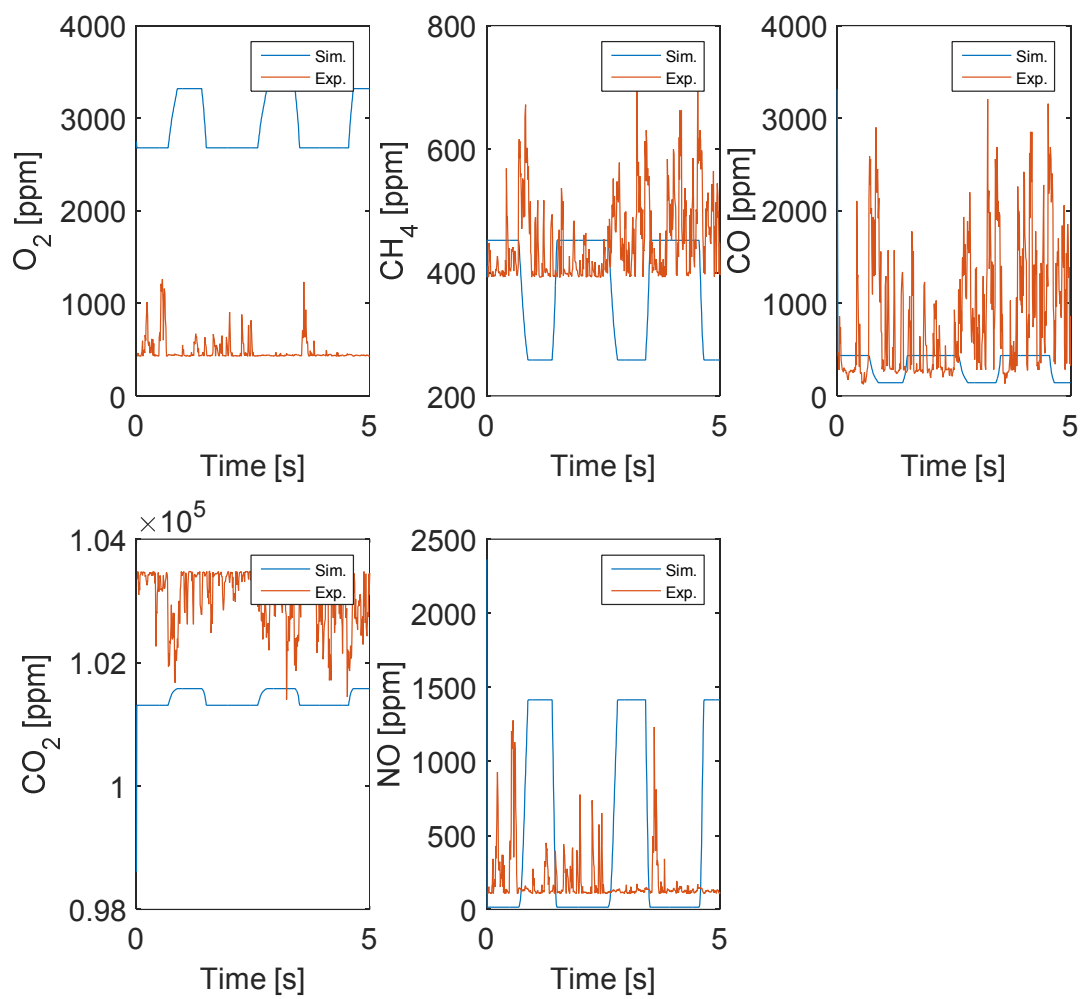 4000
3000
2000
1000
0
O2 [ppm]
Sim.
Exp.
0
5
Time [s]
800
600
400
200
CH4 [ppm]
Sim.
Exp.
0
5
Time [s]
4000
3000
2000
1000
0
CO [ppm]
Sim.
Exp.
0
5
Time [s]
×10^5
1.04
1.02
1
0.98
CO2 [ppm]
Sim.
Exp.
0
5
Time [s]
2500
2000
1500
1000
500
0
NO [ppm]
Sim.
Exp.
0
5
Time [s]